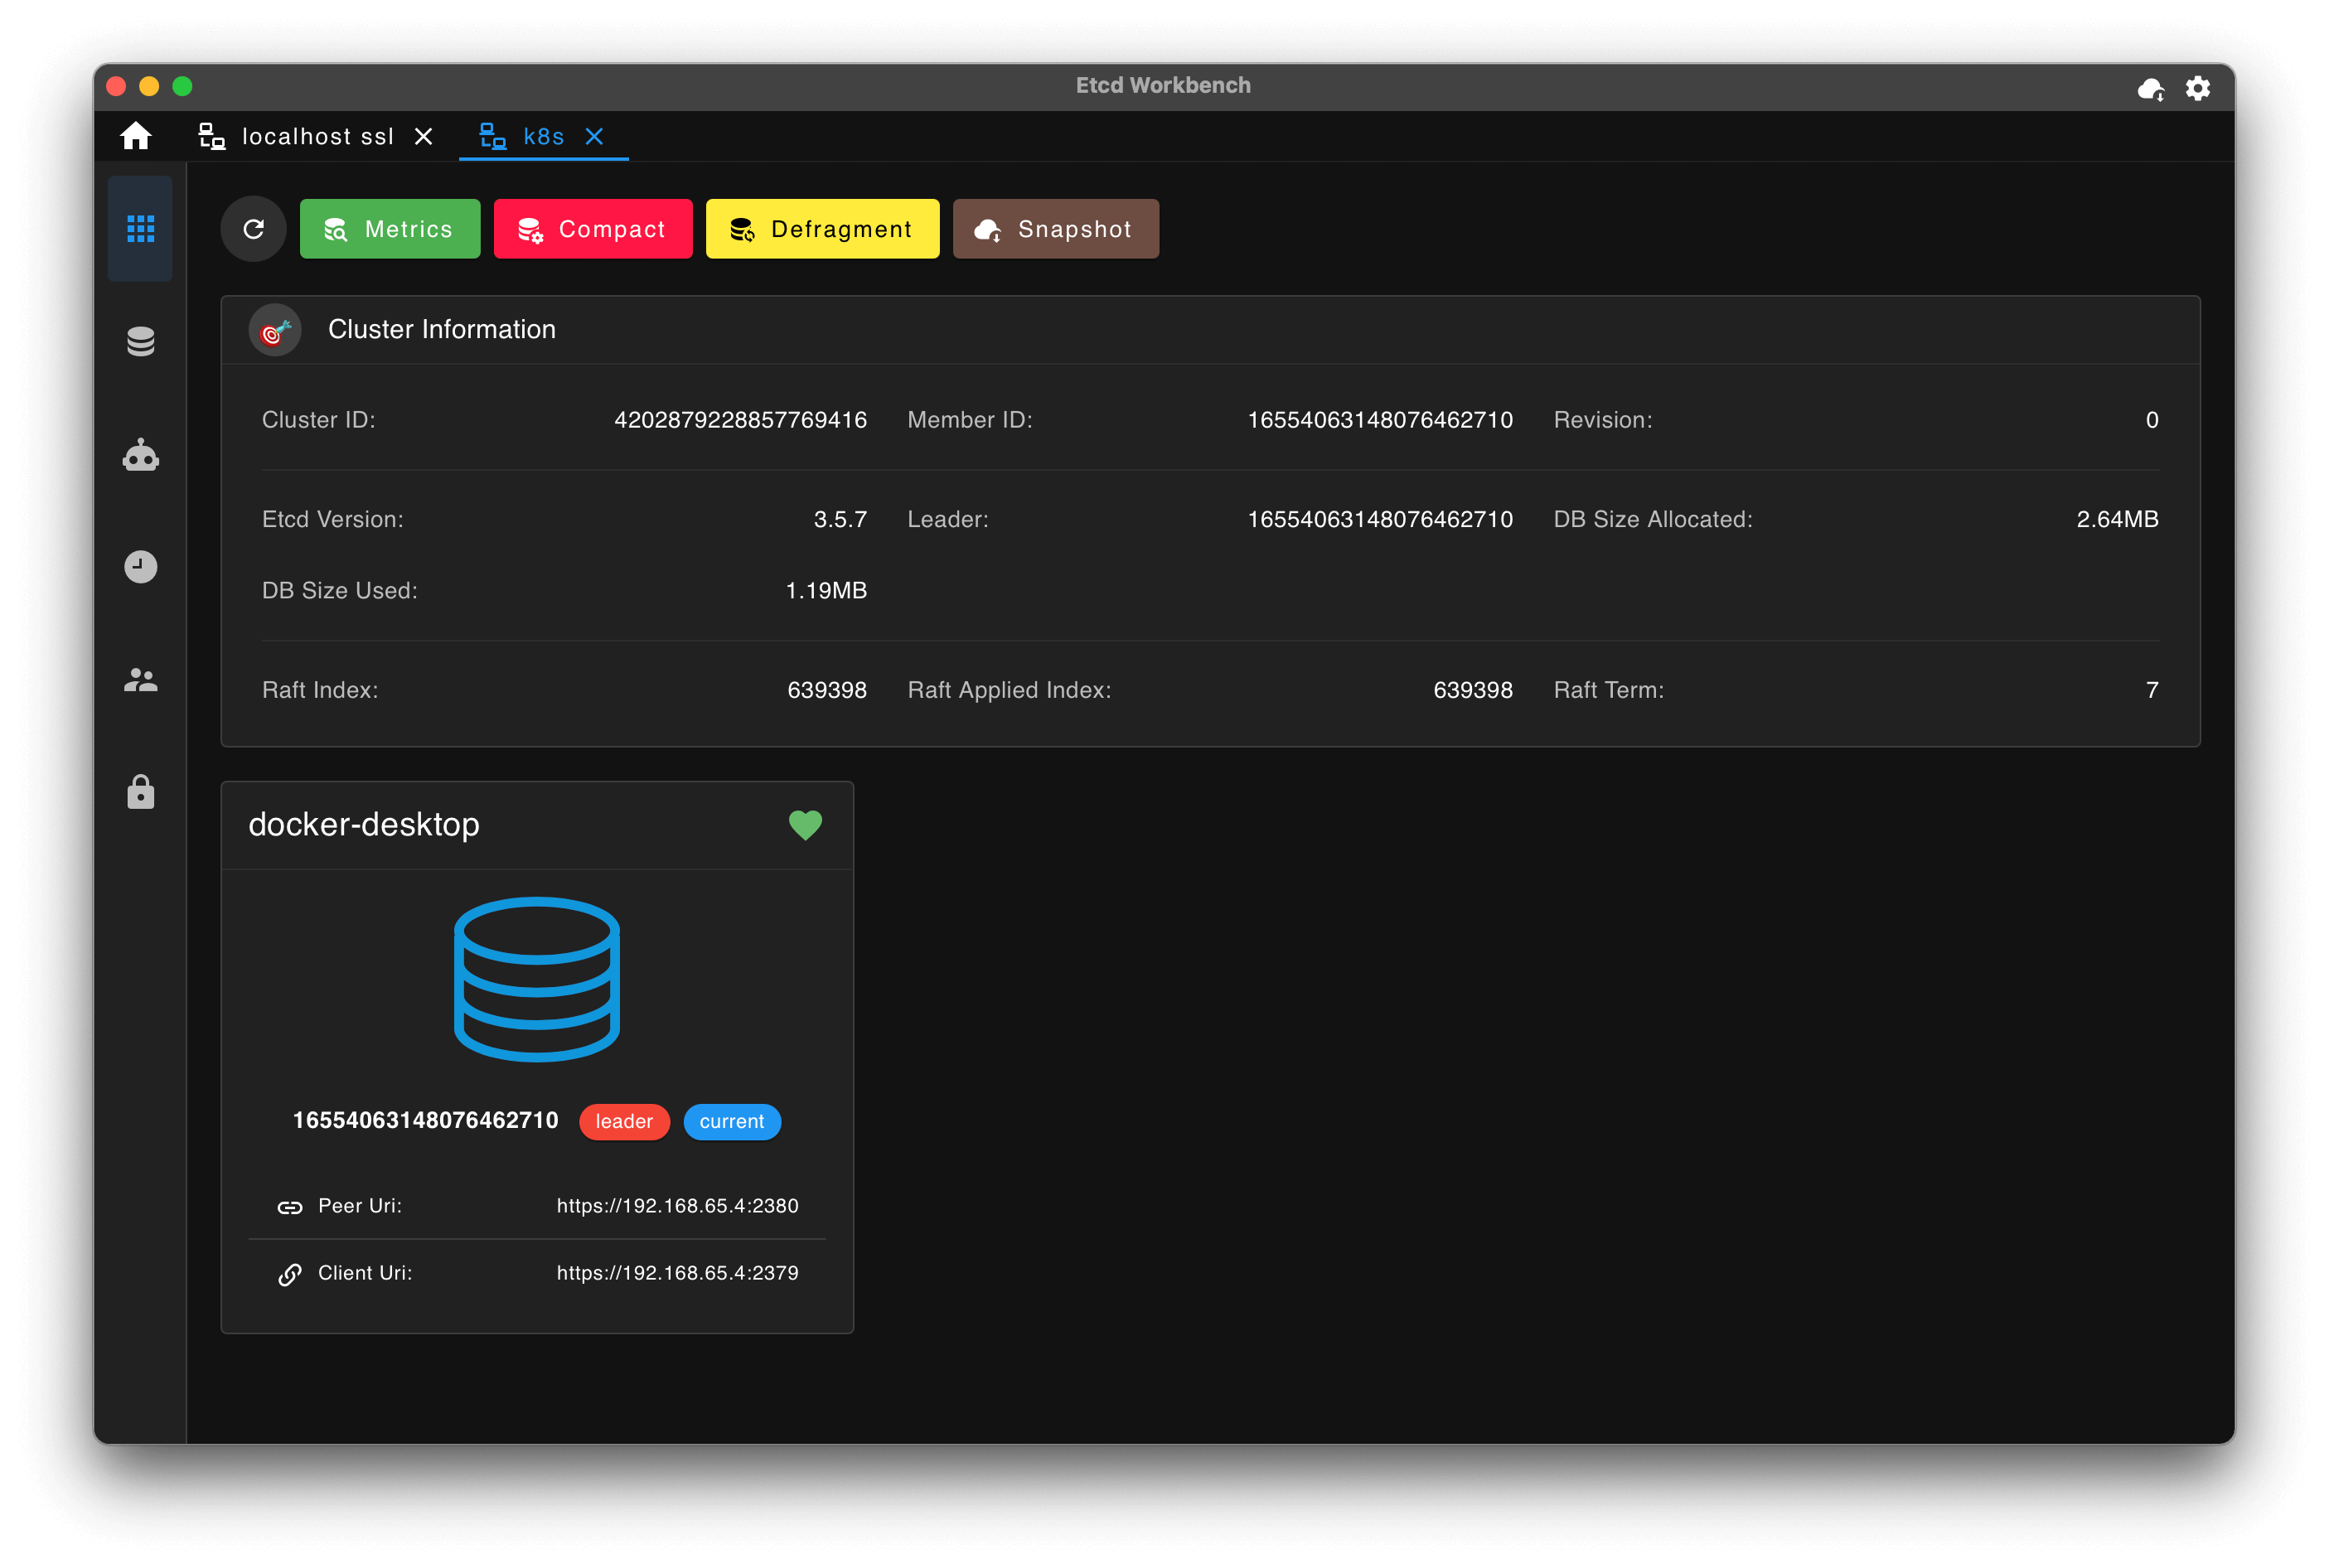 Etcd Workbench
localhost ssl k8s
Metrics Compact Defragment Snapshot
Cluster Information
Cluster ID: 4202879228857769416 Member ID: 16554063148076462710 Revision: 0
Etcd Version: 3.5.7 Leader: 16554063148076462710 DB Size Allocated: 2.64MB
DB Size Used: 1.19MB
Raft Index: 639398 Raft Applied Index: 639398 Raft Term: 7
docker-desktop
16554063148076462710 leader current
Peer Uri: https://192.168.65.4:2380
Client Uri: https://192.168.65.4:2379